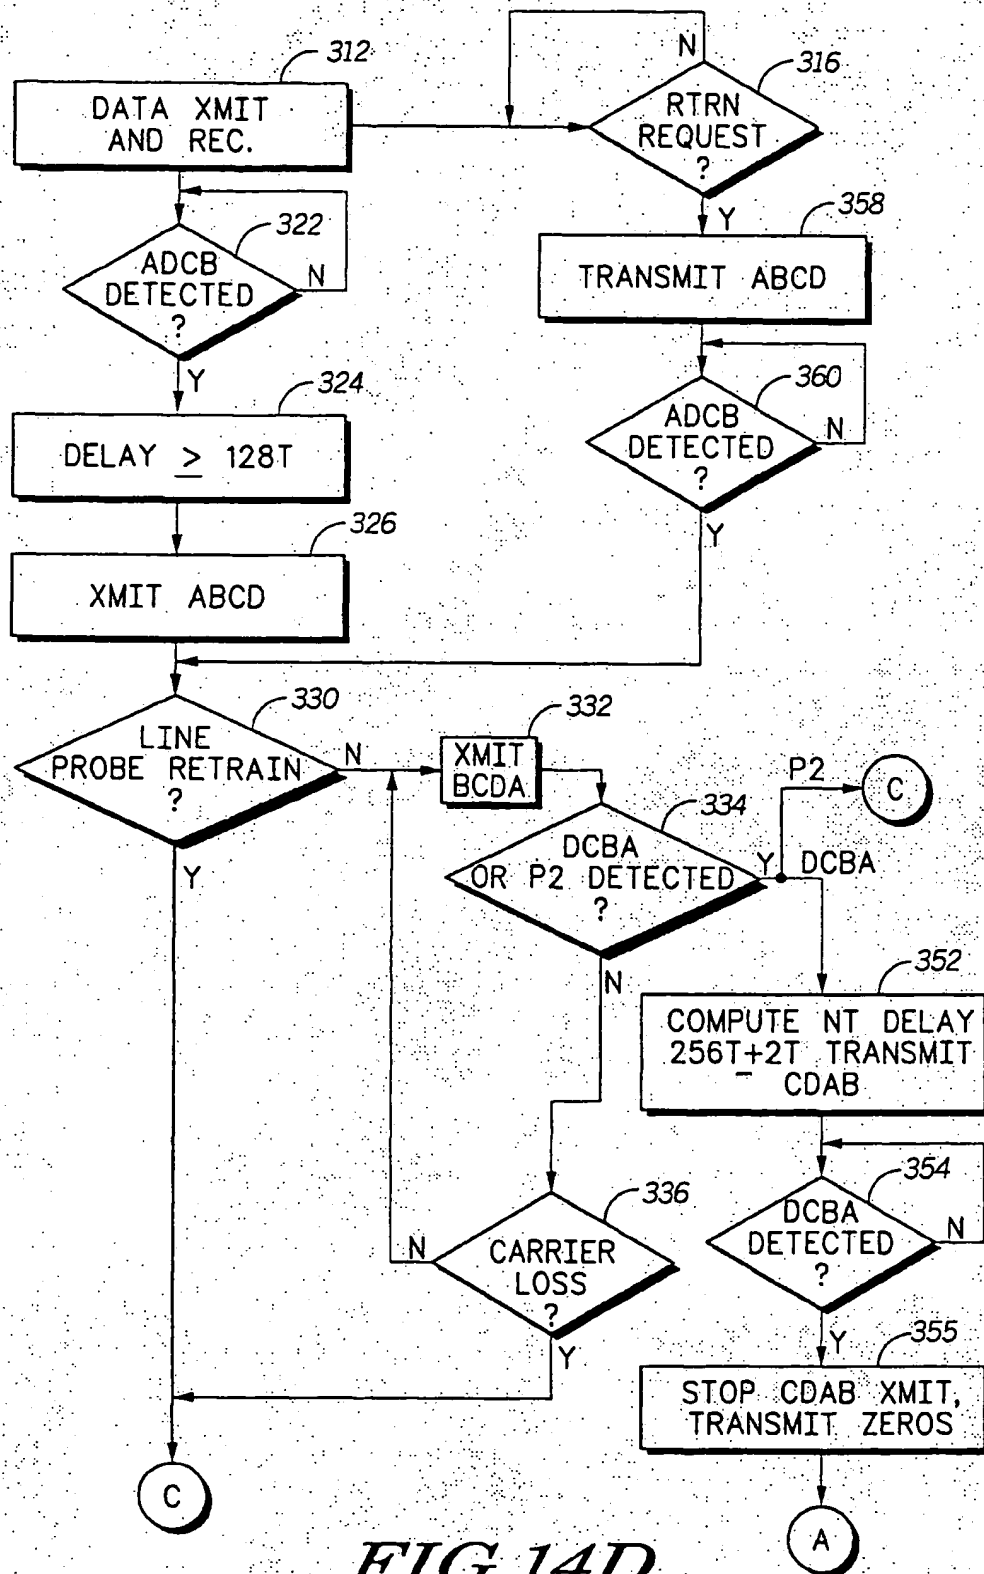 312
DATA XMIT
AND REC.
N
316
RTRN
REQUEST
?
Y
322
ADCB
DETECTED
?
N
Y
358
TRANSMIT ABCD
324
DELAY ≥ 128T
360
ADCB
DETECTED
?
N
Y
326
XMIT ABCD
330
LINE
PROBE RETRAIN
?
N
Y
332
XMIT
BCDA
334
DCBA
OR P2 DETECTED
?
Y
P2
C
DCBA
N
352
COMPUTE NT DELAY
256T±2T TRANSMIT
CDAB
336
CARRIER
LOSS
?
N
Y
354
DCBA
DETECTED
?
N
Y
355
STOP CDAB XMIT,
TRANSMIT ZEROS
C
A
FIG.14D